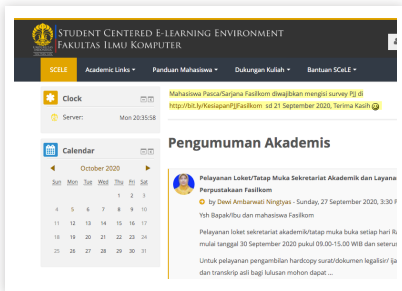 STUDENT CENTERED E-LEARNING ENVIRONMENT
FAKULTAS ILMU KOMPUTER
SCELE
Academic Links
Panduan Mahasiswa
Dukungan Kuliah
Bantuan SCeLE
Clock
Server: Mon 20:35:58
Calendar
October 2020
Sun Mon Tue Wed Thu Fri Sat
1 2 3
4 5 6 7 8 9 10
11 12 13 14 15 16 17
18 19 20 21 22 23 24
25 26 27 28 29 30 31
Mahasiswa Pasca/Sarjana Fasilkom diwajibkan mengisi survey PJJ di
http://bit.ly/KesiapanPJJFasilkom sd 21 September 2020, Terima Kasih
Pengumuman Akademis
Pelayanan Loket/Tatap Muka Sekretariat Akademik dan Layana
Perpustakaan Fasilkom
by Dewi Ambarwati Ningtyas - Sunday, 27 September 2020, 3:30 P
Ysh Bapak/Ibu dan mahasiswa Fasilkom
Pelayanan loket sekretariat akademik/tatap muka buka setiap hari Ra
mulai tanggal 30 September 2020 pukul 09.00-15.00 WIB dan seterus
Untuk pelayanan pengambilan hardcopy surat/dokumen legalisir/ ija
dan transkrip asli bagi lulusan mohon dapat ...